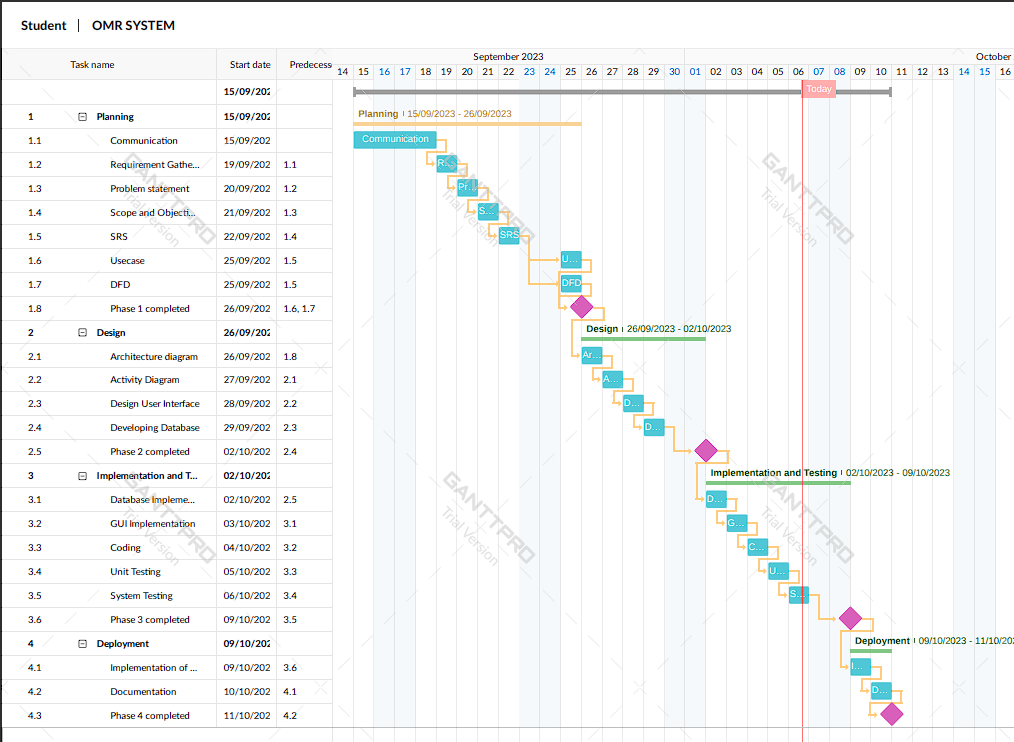 Student | OMR SYSTEM
Task name Start date Predecess
September 2023 October
14 15 16 17 18 19 20 21 22 23 24 25 26 27 28 29 30 01 02 03 04 05 06 07 08 09 10 11 12 13 14 15 16
15/09/202 Today
1 Planning 15/09/202 Planning 15/09/2023 - 26/09/2023
1.1 Communication 15/09/202 Communication
1.2 Requirement Gathe... 19/09/202 1.1 R...
1.3 Problem statement 20/09/202 1.2 Pr...
1.4 Scope and Objecti... 21/09/202 1.3 S...
1.5 SRS 22/09/202 1.4 SRS
1.6 Usecase 25/09/202 1.5 U...
1.7 DFD 25/09/202 1.5 DFD
1.8 Phase 1 completed 26/09/202 1.6, 1.7
2 Design 26/09/202 Design 26/09/2023 - 02/10/2023
2.1 Architecture diagram 26/09/202 1.8 Ar...
2.2 Activity Diagram 27/09/202 2.1 A...
2.3 Design User Interface 28/09/202 2.2 D...
2.4 Developing Database 29/09/202 2.3 D...
2.5 Phase 2 completed 02/10/202 2.4
3 Implementation and T... 02/10/202 Implementation and Testing 02/10/2023 - 09/10/2023
3.1 Database Impleme... 02/10/202 2.5 D...
3.2 GUI Implementation 03/10/202 3.1 G...
3.3 Coding 04/10/202 3.2 C...
3.4 Unit Testing 05/10/202 3.3 U...
3.5 System Testing 06/10/202 3.4 S...
3.6 Phase 3 completed 09/10/202 3.5
4 Deployment 09/10/202 Deployment 09/10/2023 - 11/10/202
4.1 Implementation of ... 09/10/202 3.6 I...
4.2 Documentation 10/10/202 4.1 D...
4.3 Phase 4 completed 11/10/202 4.2
GANTTPRO
Trial Version
GANTTPRO
Trial Version
GANTTPRO
Trial Version
GANTTPRO
Trial Version
GANTTPRO
Trial Version
GANTTPRO
Trial Version